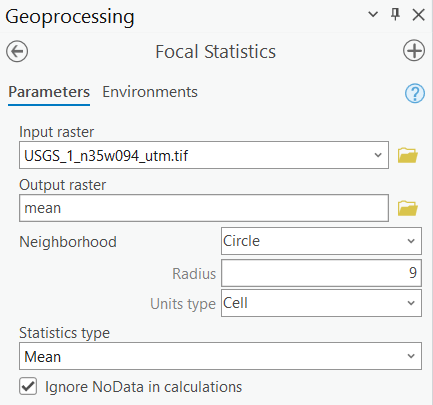 Geoprocessing
Focal Statistics
Parameters Environments
Input raster
USGS_1_n35w094_utm.tif
Output raster
mean
Neighborhood Circle
Radius 9
Units type Cell
Statistics type
Mean
Ignore NoData in calculations